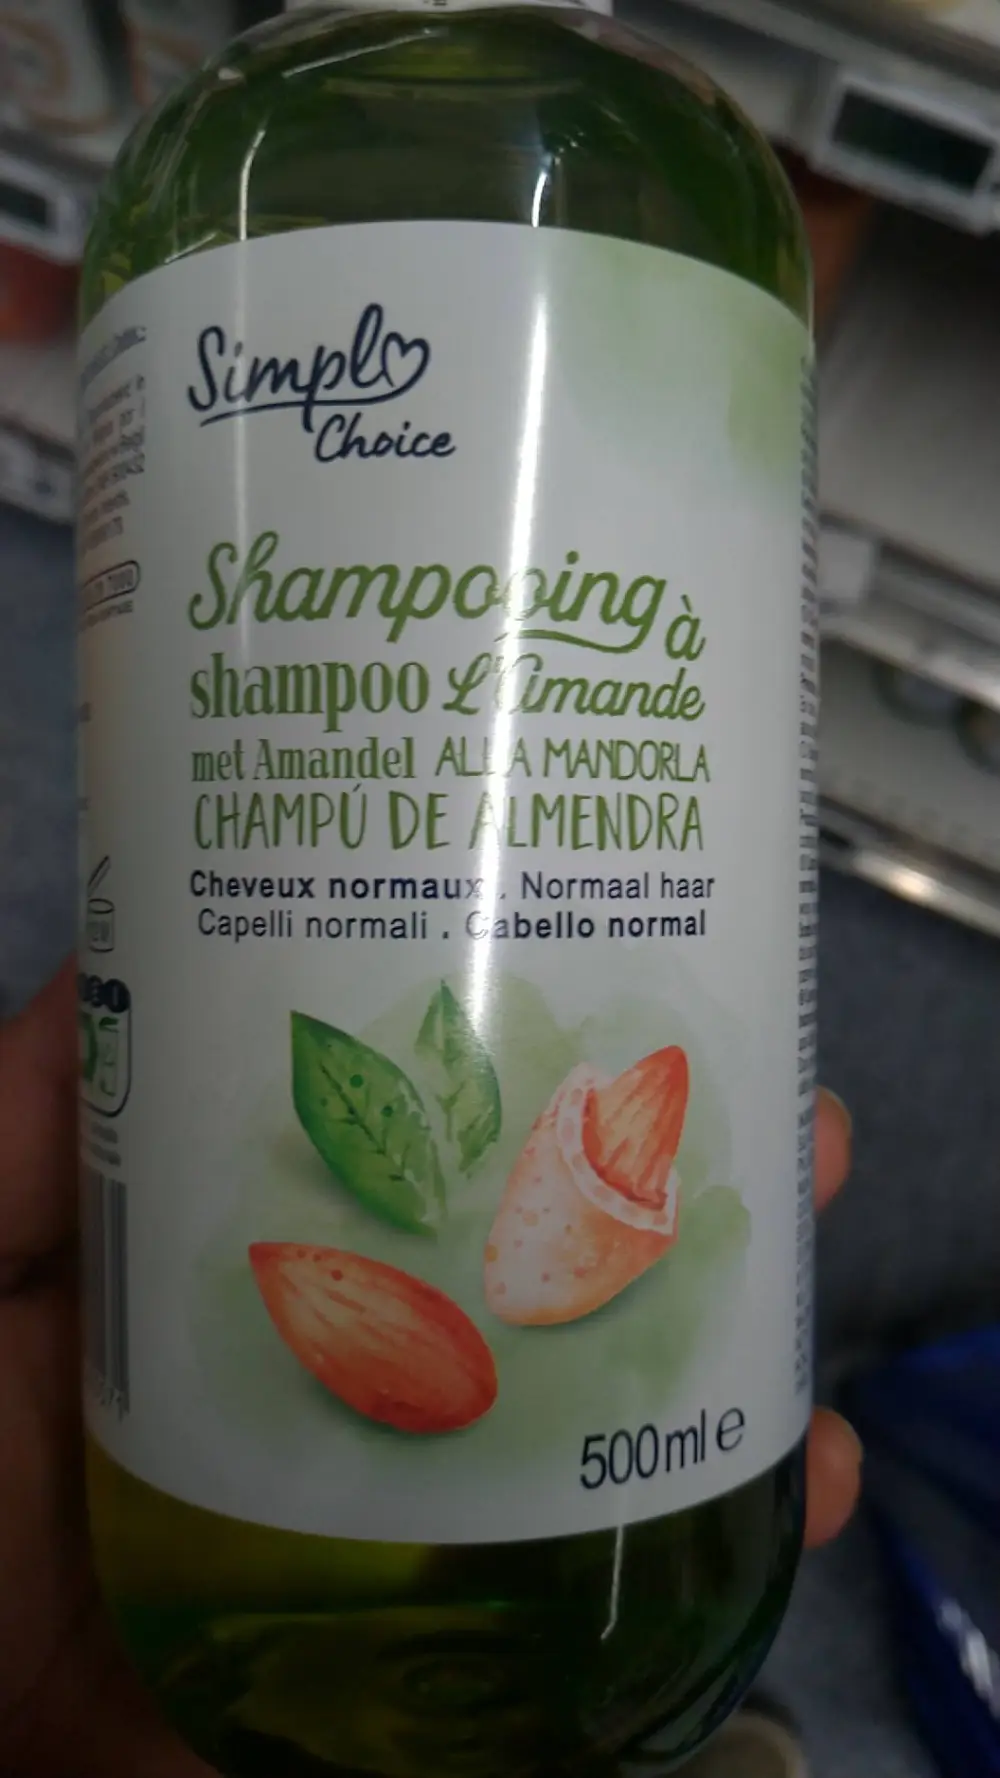 Simpl
Choice
Shampooing à
shampoo L'Amande
met Amandel ALLA MANDORLA
CHAMPÚ DE ALMENDRA
Cheveux normaux . Normaal haar
Capelli normali . Cabello normal
500ml e